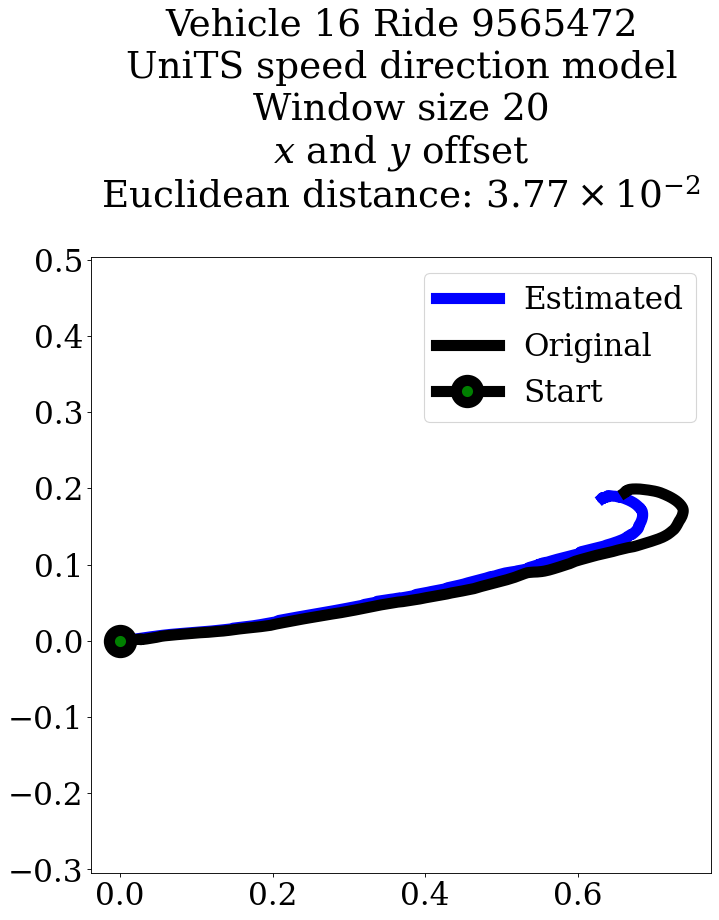 Vehicle 16 Ride 9565472
UniTS speed direction model
Window size 20
x and y offset
Euclidean distance: 3.77 × 10⁻²
Estimated
Original
Start
0.5
0.4
0.3
0.2
0.1
0.0
−0.1
−0.2
−0.3
0.0 0.2 0.4 0.6